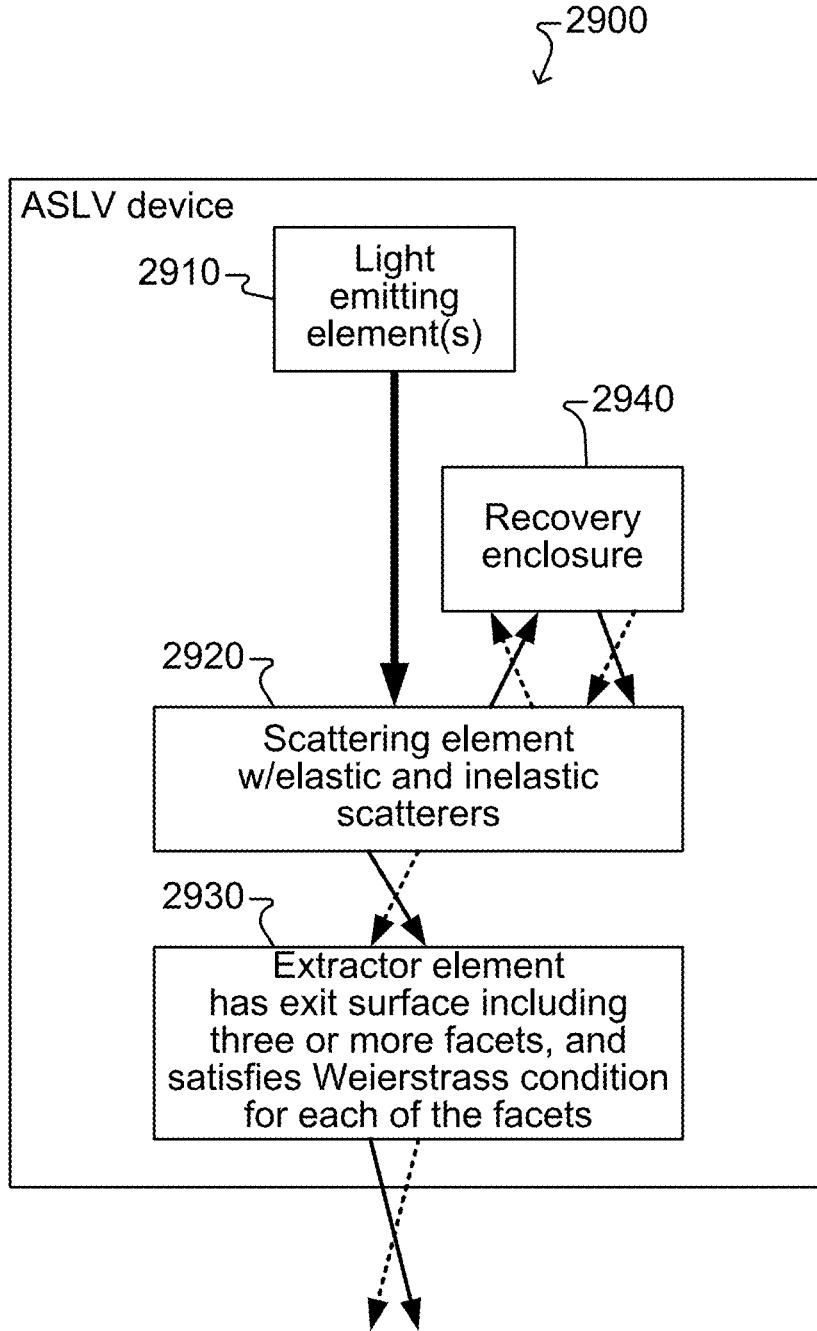 2900
ASLV device
2910
Light
emitting
element(s)
2940
Recovery
enclosure
2920
Scattering element
w/elastic and inelastic
scatterers
2930
Extractor element
has exit surface including
three or more facets, and
satisfies Weierstrass condition
for each of the facets